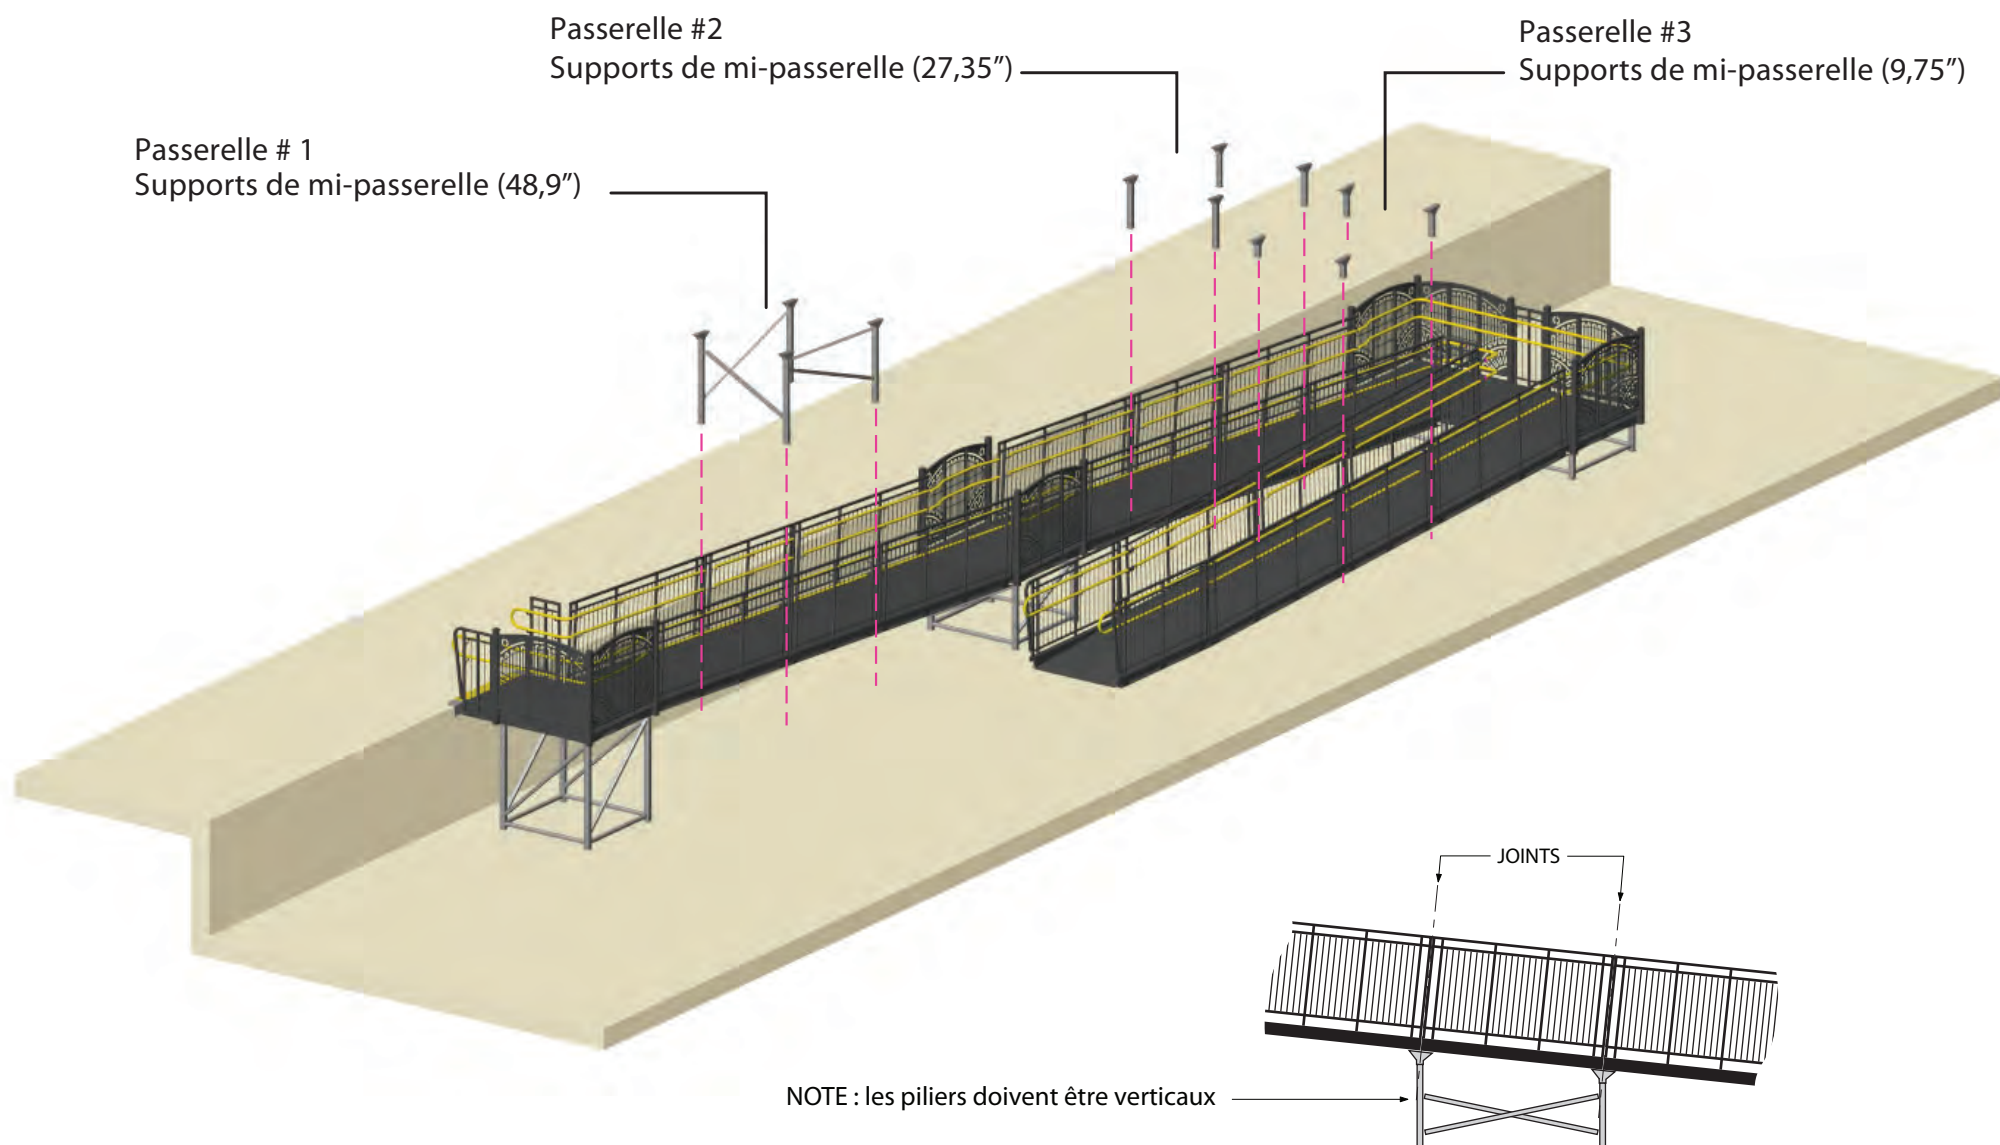 Passerelle #2
Supports de mi-passerelle (27,35”)
Passerelle #3
Supports de mi-passerelle (9,75”)
Passerelle # 1
Supports de mi-passerelle (48,9”)
JOINTS
NOTE : les piliers doivent être verticaux